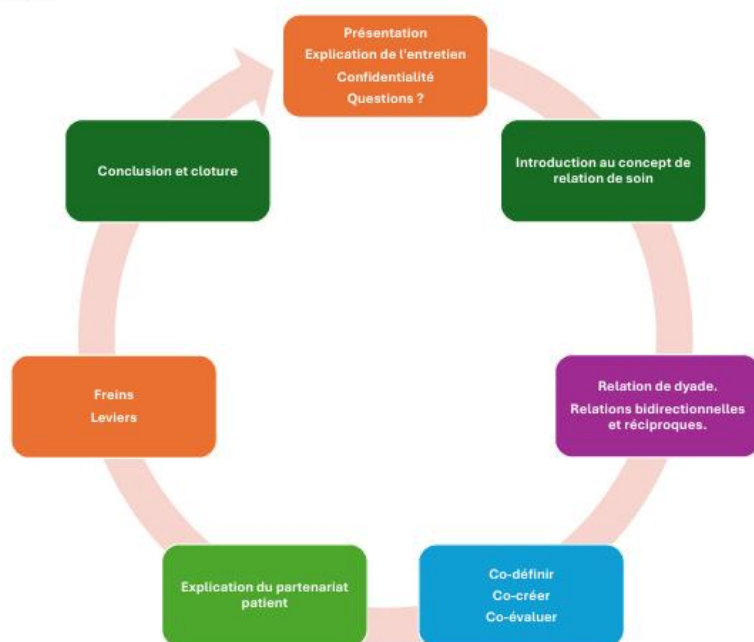 Présentation
Explication de l'entretien
Confidentialité
Questions ?
Introduction au concept de
relation de soin
Relation de dyade.
Relations bidirectionnelles
et réciproques.
Co-définir
Co-créer
Co-évaluer
Explication du partenariat
patient
Freins
Leviers
Conclusion et cloture